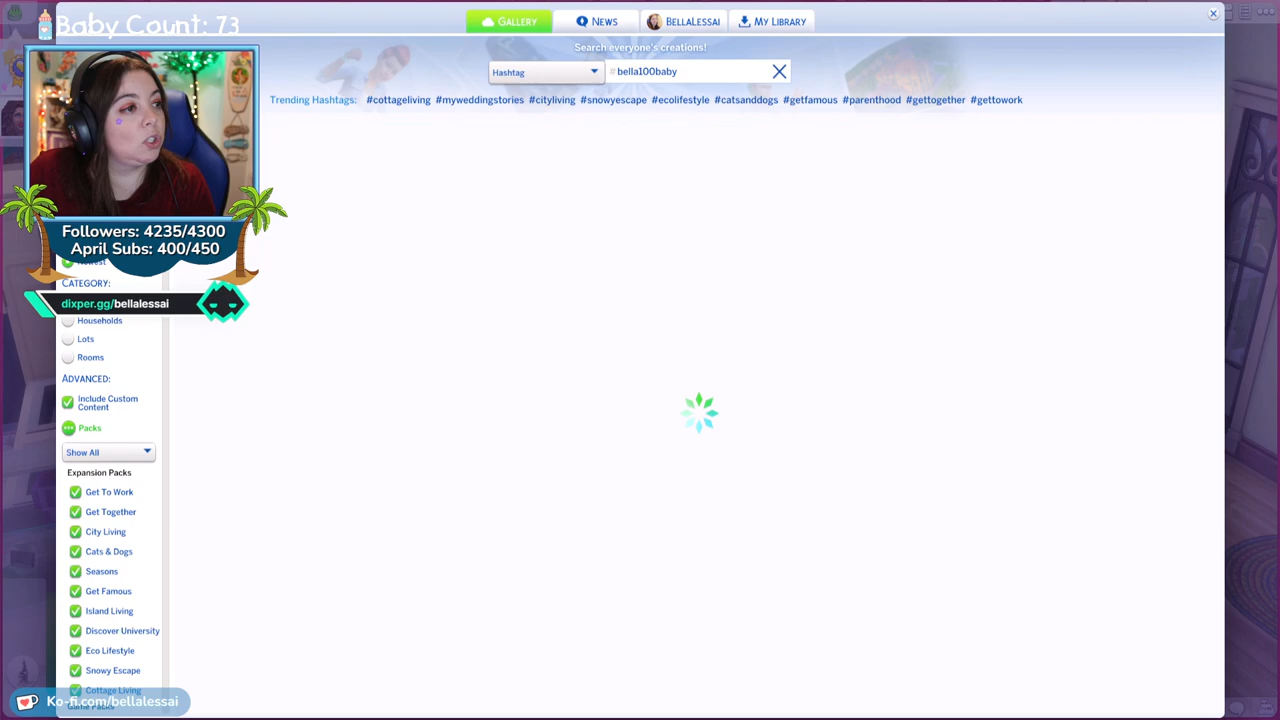 Baby Count: 73
GALLERY
NEWS
BELLALESSAI
MY LIBRARY
Search everyone's creations!
Hashtag
# bella100baby
Trending Hashtags: #cottageliving #myweddingstories #cityliving #snowyescape #ecolifestyle #catsanddogs #getfamous #parenthood #gettogether #gettowork
Followers: 4235/4300
April Subs: 400/450
Newest
CATEGORY:
dixper.gg/bellalessai
Households
Lots
Rooms
ADVANCED:
Include Custom
Content
Packs
Show All
Expansion Packs
Get To Work
Get Together
City Living
Cats & Dogs
Seasons
Get Famous
Island Living
Discover University
Eco Lifestyle
Snowy Escape
Cottage Living
Ko-fi.com/bellalessai
Game Packs